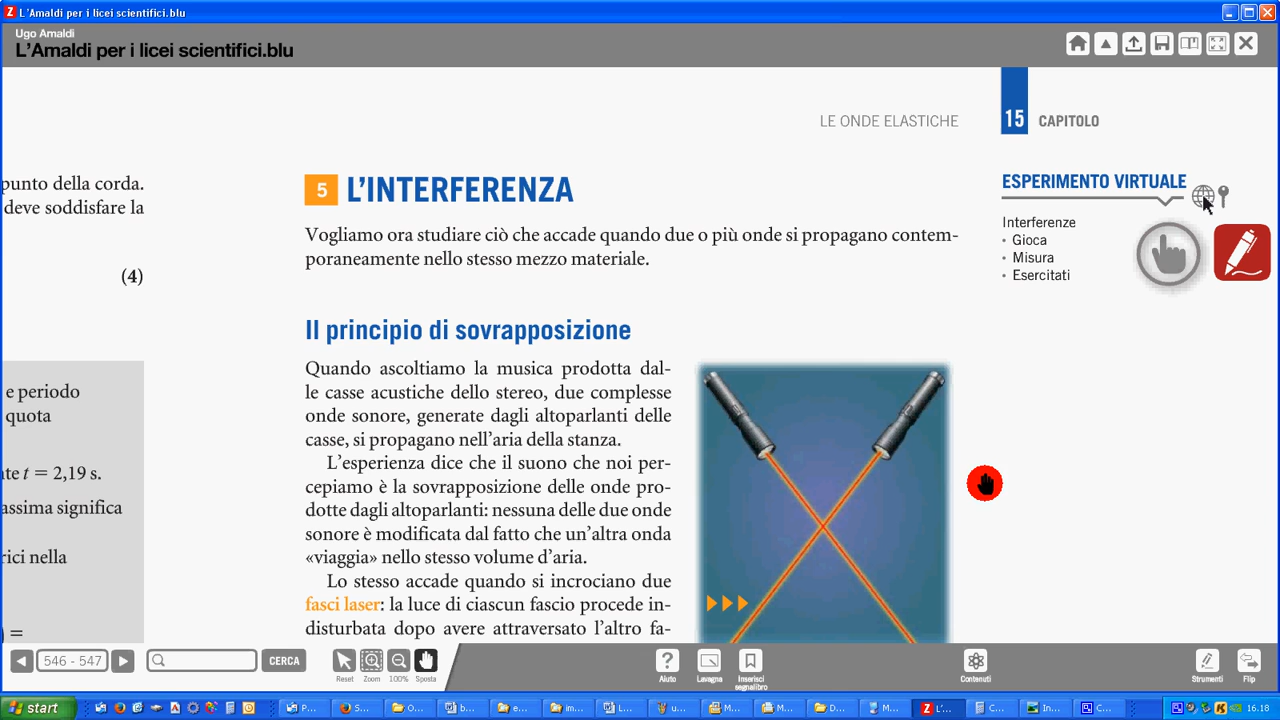 L'Amaldi per i licei scientifici.blu
Ugo Amaldi
L'Amaldi per i licei scientifici.blu
LE ONDE ELASTICHE
15 CAPITOLO
punto della corda.
deve soddisfare la
(4)
e periodo
quota
te t = 2,19 s.
assima significa
rici nella
) =
5 L'INTERFERENZA
Vogliamo ora studiare ciò che accade quando due o più onde si propagano contem-
poraneamente nello stesso mezzo materiale.
Il principio di sovrapposizione
Quando ascoltiamo la musica prodotta dal-
le casse acustiche dello stereo, due complesse
onde sonore, generate dagli altoparlanti delle
casse, si propagano nell'aria della stanza.
L'esperienza dice che il suono che noi per-
cepiamo è la sovrapposizione delle onde pro-
dotte dagli altoparlanti: nessuna delle due onde
sonore è modificata dal fatto che un'altra onda
«viaggia» nello stesso volume d'aria.
Lo stesso accade quando si incrociano due
fasci laser: la luce di ciascun fascio procede in-
disturbata dopo avere attraversato l'altro fa-
ESPERIMENTO VIRTUALE
Interferenze
• Gioca
• Misura
• Esercitati
546 - 547
CERCA
Reset
Zoom
100%
Sposta
Aiuto
Lavagna
Inserisci
segnalibro
Contenuti
Strumenti
Flip
start
P...
S...
O...
b...
e...
im...
L...
u...
M...
M...
D...
M...
L'...
C...
In...
C...
16.18